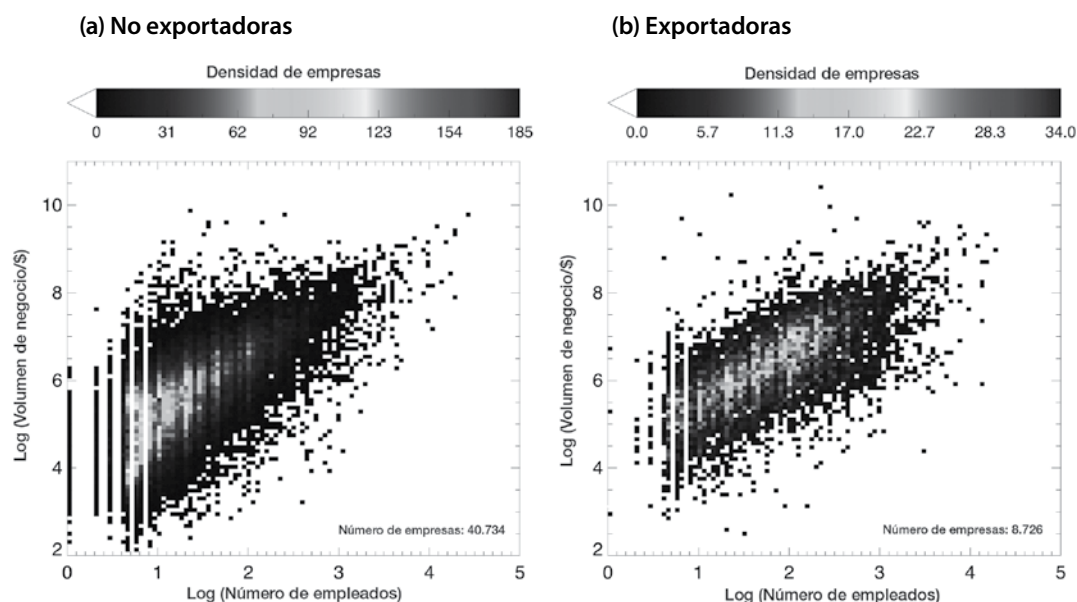 (a) No exportadoras
Densidad de empresas
0 31 62 92 123 154 185
Log (Volumen de negocio/$)
10
8
6
4
2
Número de empresas: 40.734
0 1 2 3 4 5
Log (Número de empleados)
(b) Exportadoras
Densidad de empresas
0.0 5.7 11.3 17.0 22.7 28.3 34.0
Log (Volumen de negocio/$)
10
8
6
4
2
Número de empresas: 8.726
0 1 2 3 4 5
Log (Número de empleados)